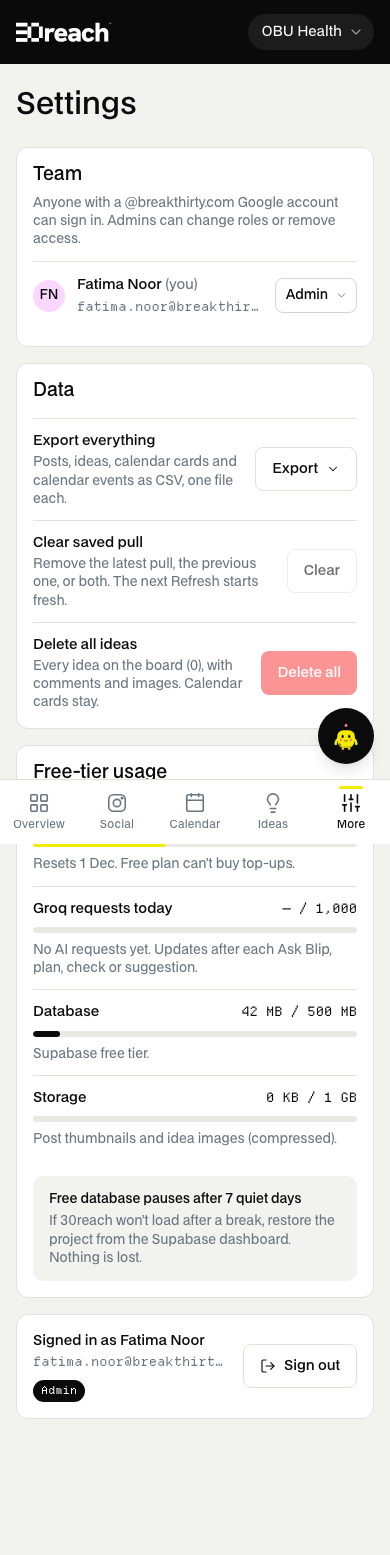 30reach
OBU Health
Settings
Team
Anyone with a @breakthirty.com Google account
can sign in. Admins can change roles or remove
access.
FN
Fatima Noor (you)
fatima.noor@breakthir…
Admin
Data
Export everything
Posts, ideas, calendar cards and
calendar events as CSV, one file
each.
Export
Clear saved pull
Remove the latest pull, the previous
one, or both. The next Refresh starts
fresh.
Clear
Delete all ideas
Every idea on the board (0), with
comments and images. Calendar
cards stay.
Delete all
Free-tier usage
Overview
Social
Calendar
Ideas
More
Resets 1 Dec. Free plan can't buy top-ups.
Groq requests today
— / 1,000
No AI requests yet. Updates after each Ask Blip,
plan, check or suggestion.
Database
42 MB / 500 MB
Supabase free tier.
Storage
0 KB / 1 GB
Post thumbnails and idea images (compressed).
Free database pauses after 7 quiet days
If 30reach won't load after a break, restore the
project from the Supabase dashboard.
Nothing is lost.
Signed in as Fatima Noor
fatima.noor@breakthirt…
Admin
Sign out